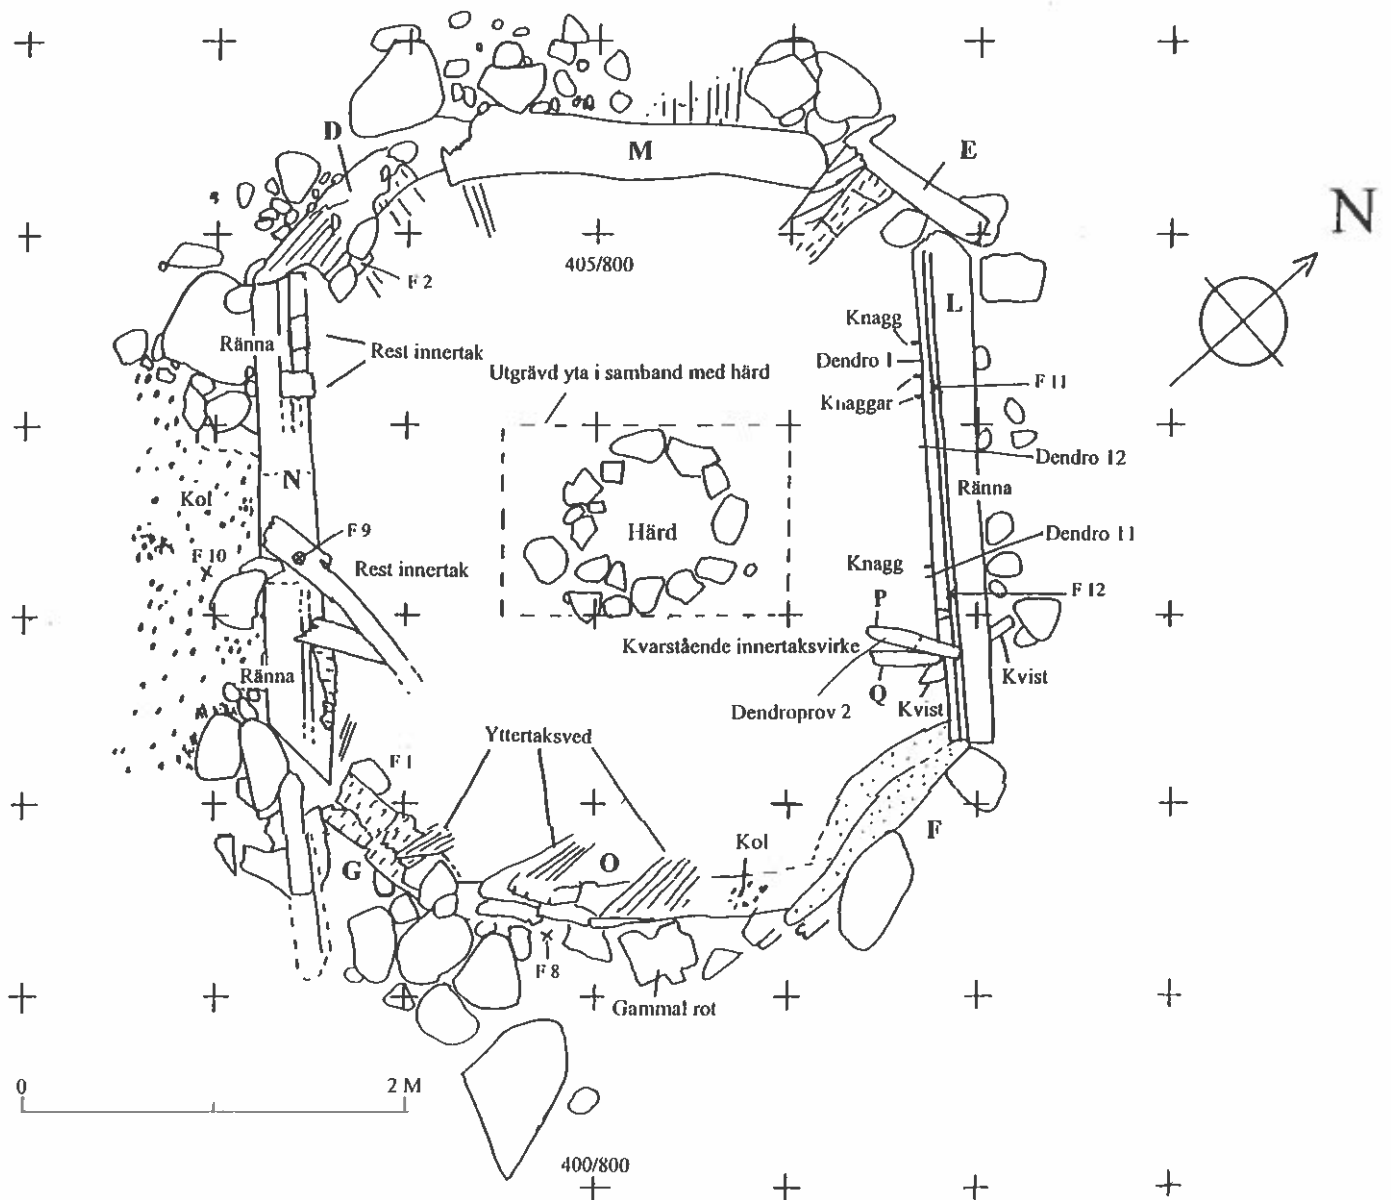 D
M
E
N
405/800
F 2
L
Knagg
Ränna
Rest innertak
Dendro 1
Utgrävd yta i samband med härd
F 11
Knaggar
Dendro 12
N
Ränna
Kol
Härd
F 9
Dendro 11
F 10
Rest innertak
Knagg
F 12
P
Kvarstående innertaksvirke
Ränna
Kvist
Q
Dendroprov 2
Kvist
Yttertaksved
F 1
F
Kol
O
G
F 8
Gammal rot
0
2 M
400/800